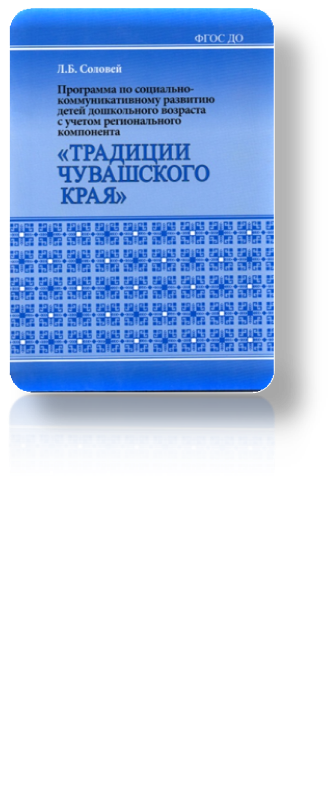 ФГОС ДО
Л.Б. Соловей
Программа по социально-
коммуникативному развитию
детей дошкольного возраста
с учетом регионального
компонента
«ТРАДИЦИИ
ЧУВАШСКОГО
КРАЯ»